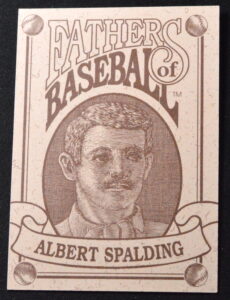 FATHERS
of
BASEBALL
TM
ALBERT SPALDING